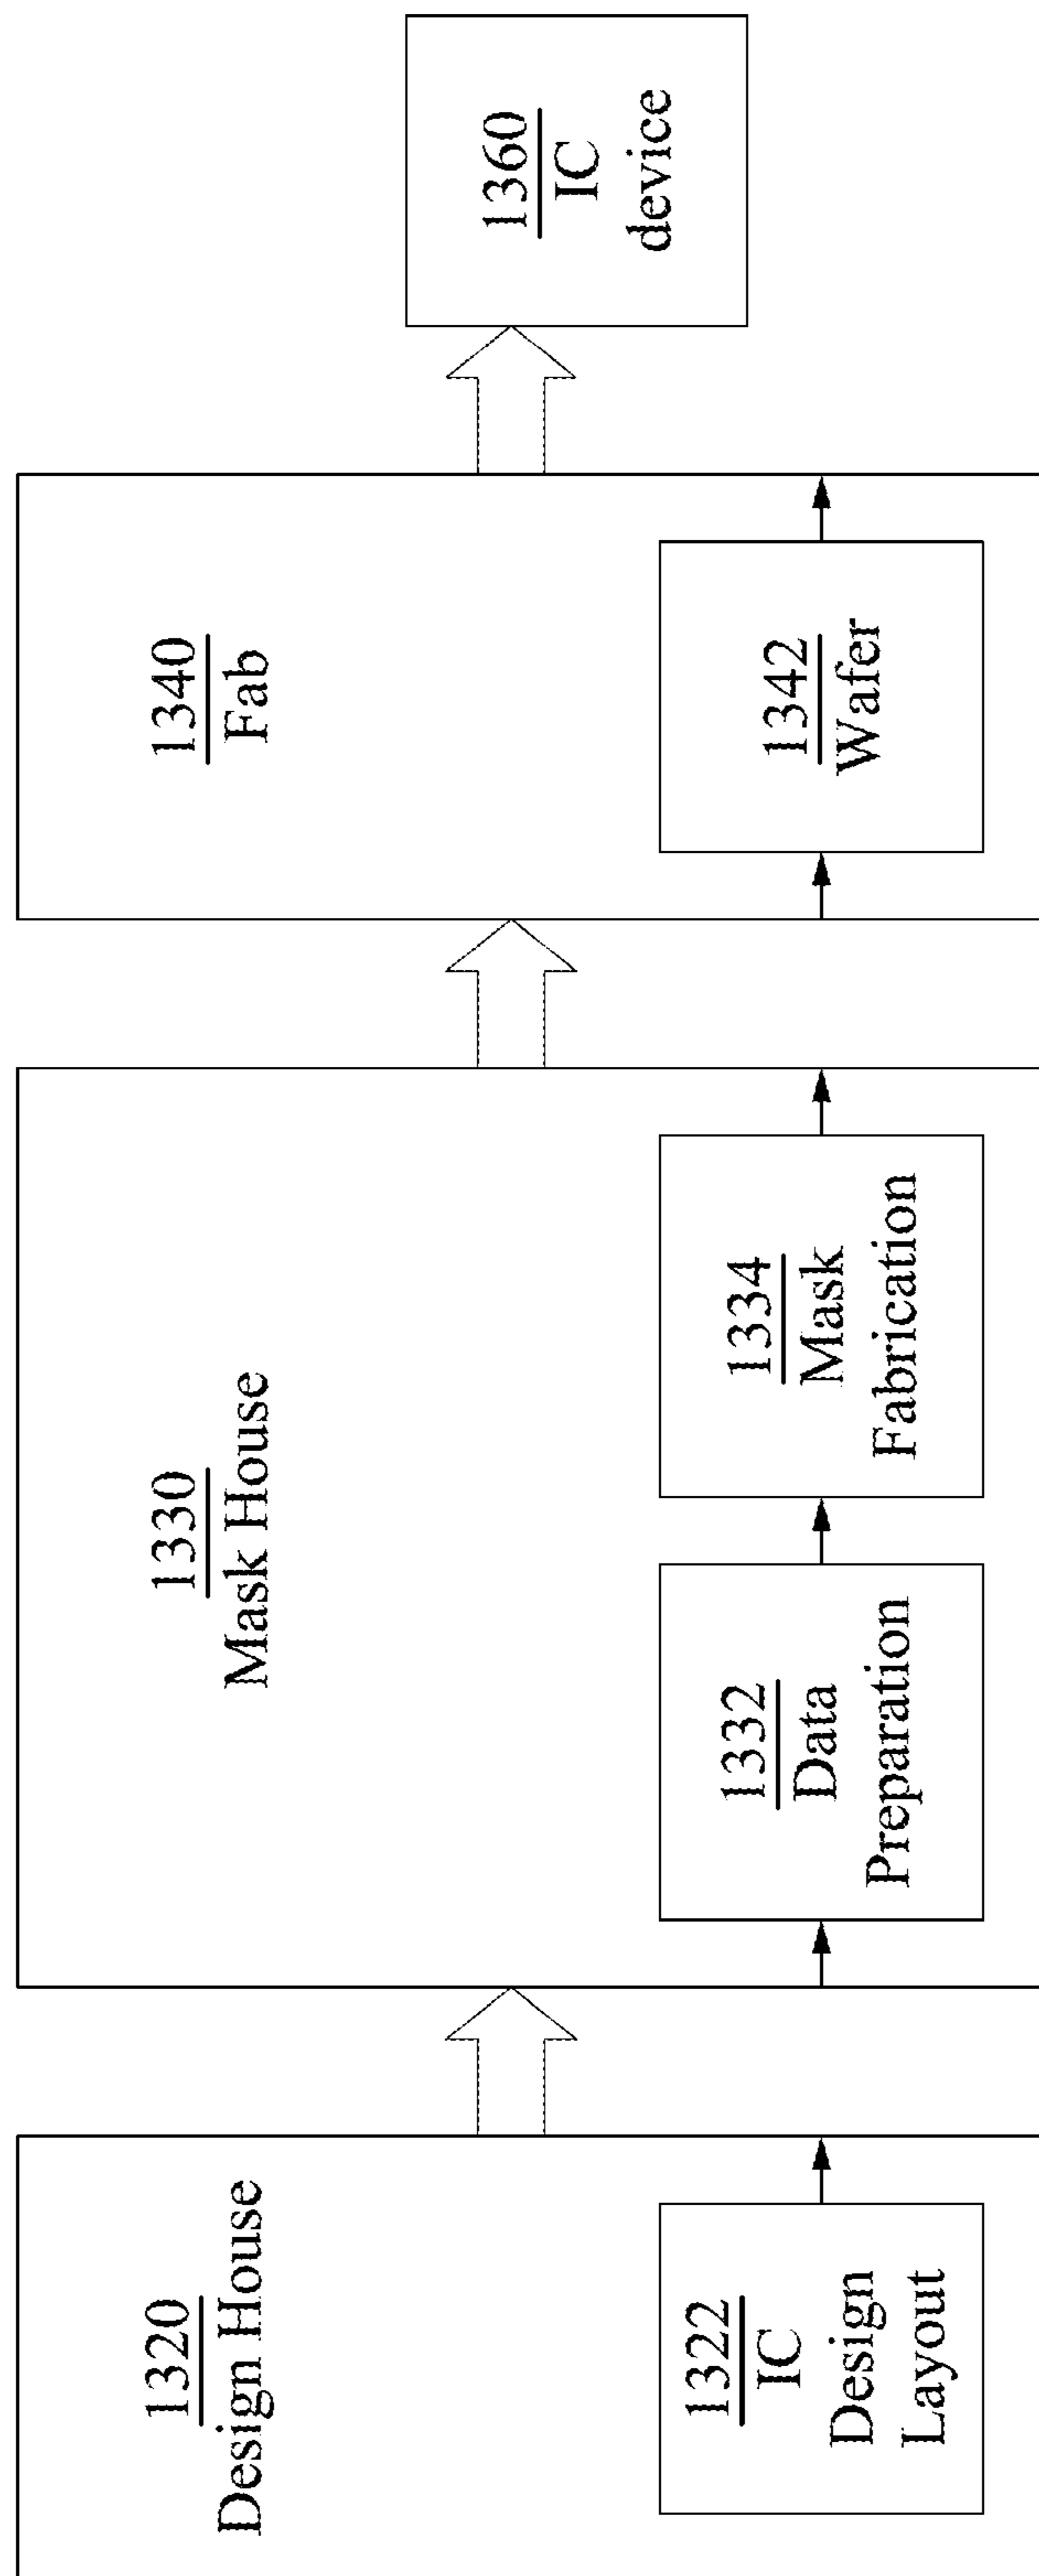 1320
Design House
1322
IC
Design
Layout
1330
Mask House
1332
Data
Preparation
1334
Mask
Fabrication
1340
Fab
1342
Wafer
1360
IC
device